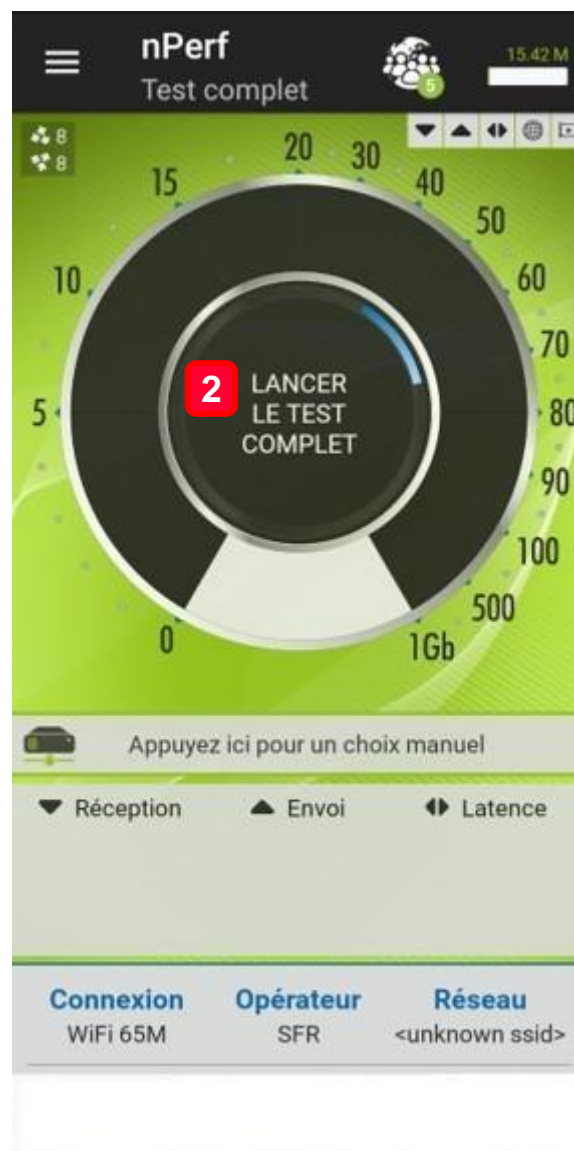 nPerf
Test complet
5
15.42 M
8
8
0
5
10
15
20
30
40
50
60
70
80
90
100
500
1Gb
2
LANCER
LE TEST
COMPLET
Appuyez ici pour un choix manuel
Réception
Envoi
Latence
Connexion
Opérateur
Réseau
WiFi 65M
SFR
<unknown ssid>